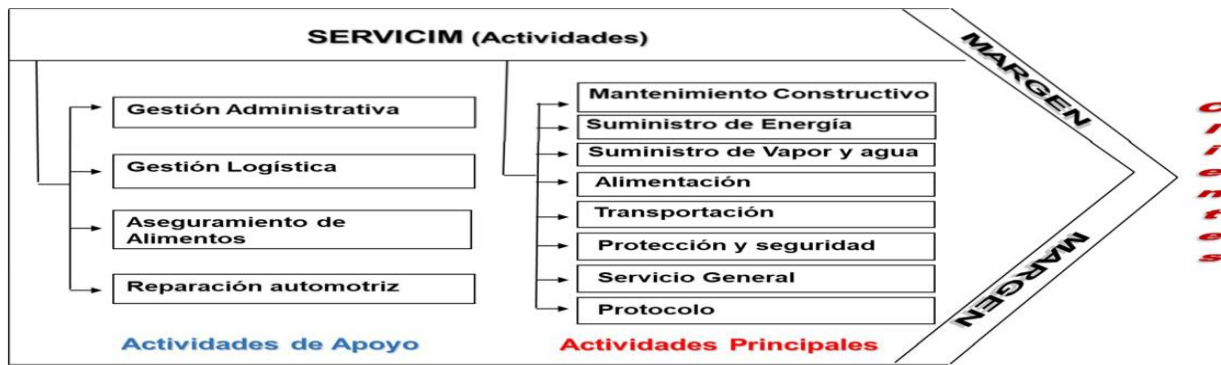 SERVICIM (Actividades)
Gestión Administrativa
Gestión Logística
Aseguramiento de
Alimentos
Reparación automotriz
Actividades de Apoyo
Mantenimiento Constructivo
Suministro de Energía
Suministro de Vapor y agua
Alimentación
Transportación
Protección y seguridad
Servicio General
Protocolo
Actividades Principales
MARGEN
MARGEN
Clientes